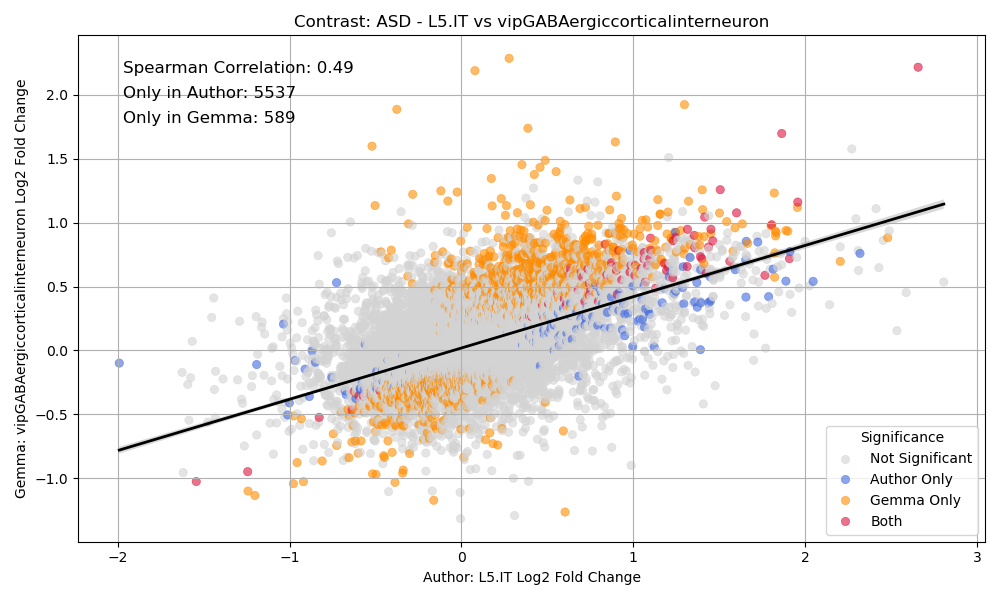 Contrast: ASD - L5.IT vs vipGABAergiccorticalinterneuron
Spearman Correlation: 0.49
Only in Author: 5537
Only in Gemma: 589
Gemma: vipGABAergiccorticalinterneuron Log2 Fold Change
2.0
1.5
1.0
0.5
0.0
−0.5
−1.0
Significance
Not Significant
Author Only
Gemma Only
Both
−2
−1
0
1
2
3
Author: L5.IT Log2 Fold Change